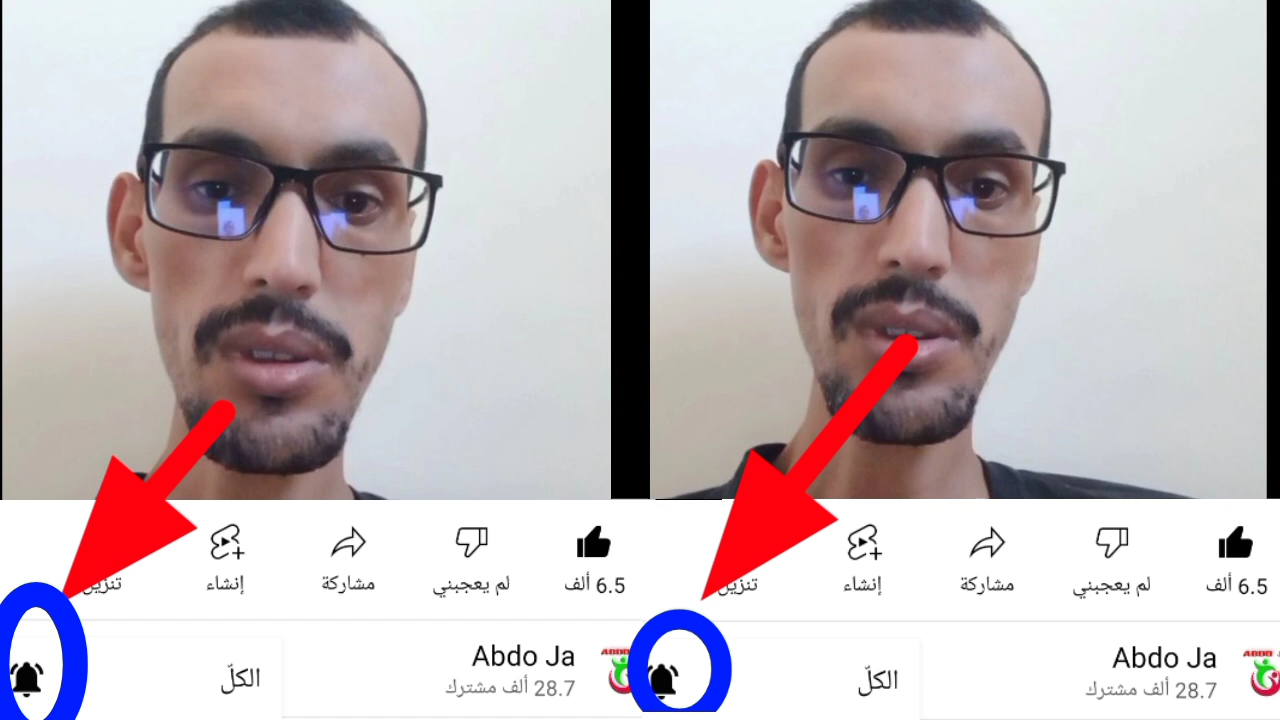 6.5 ألف
لم يعجبني
مشاركة
إنشاء
تنزيل
Abdo Ja
28.7 ألف مشترك
الكلّ
6.5 ألف
لم يعجبني
مشاركة
إنشاء
تنزيل
Abdo Ja
28.7 ألف مشترك
الكلّ